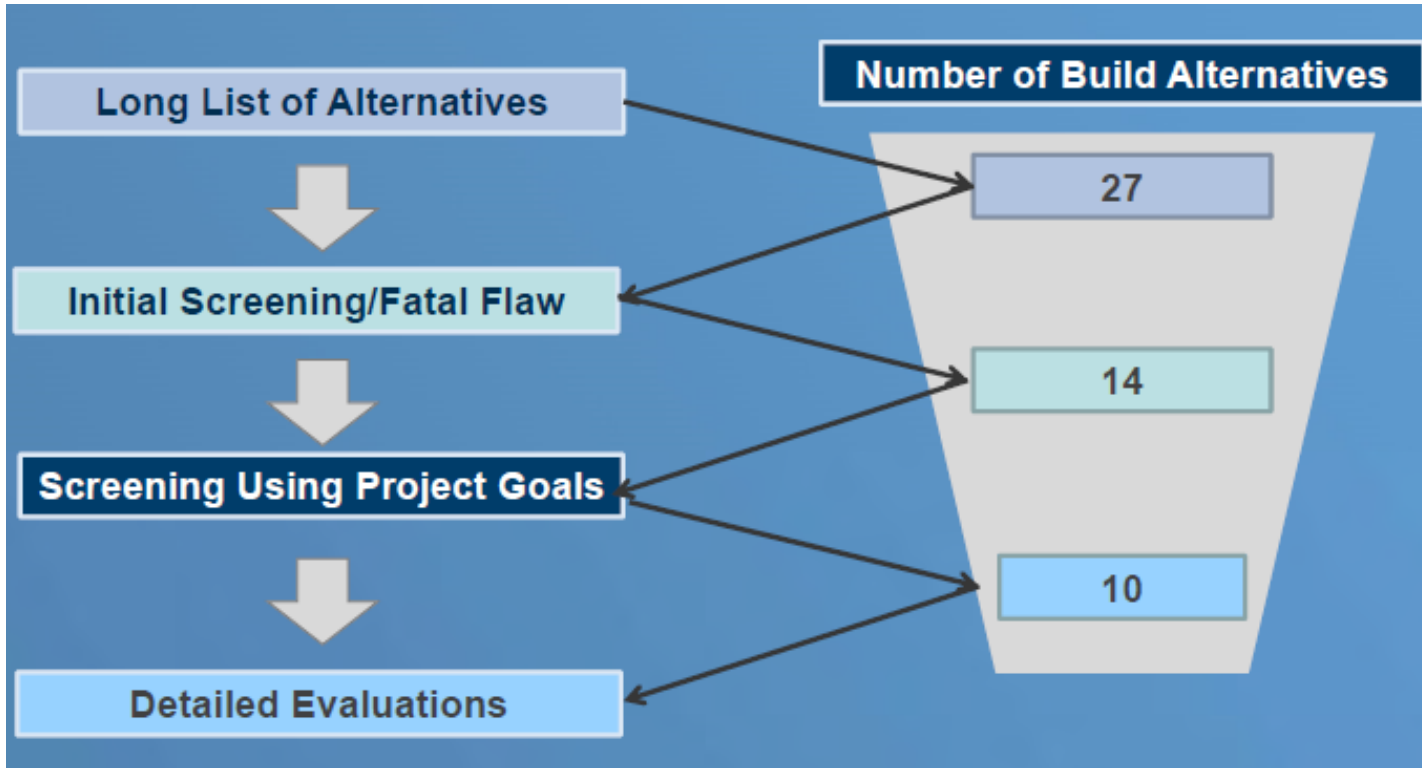 Number of Build Alternatives
Long List of Alternatives
27
Initial Screening/Fatal Flaw
14
Screening Using Project Goals
10
Detailed Evaluations